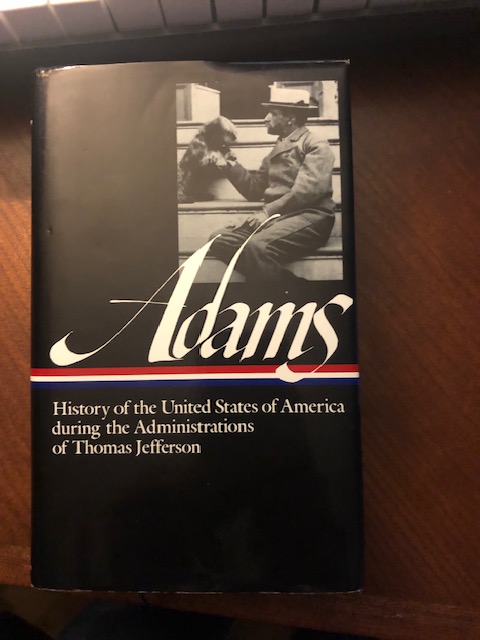 Adams
History of the United States of America
during the Administrations
of Thomas Jefferson